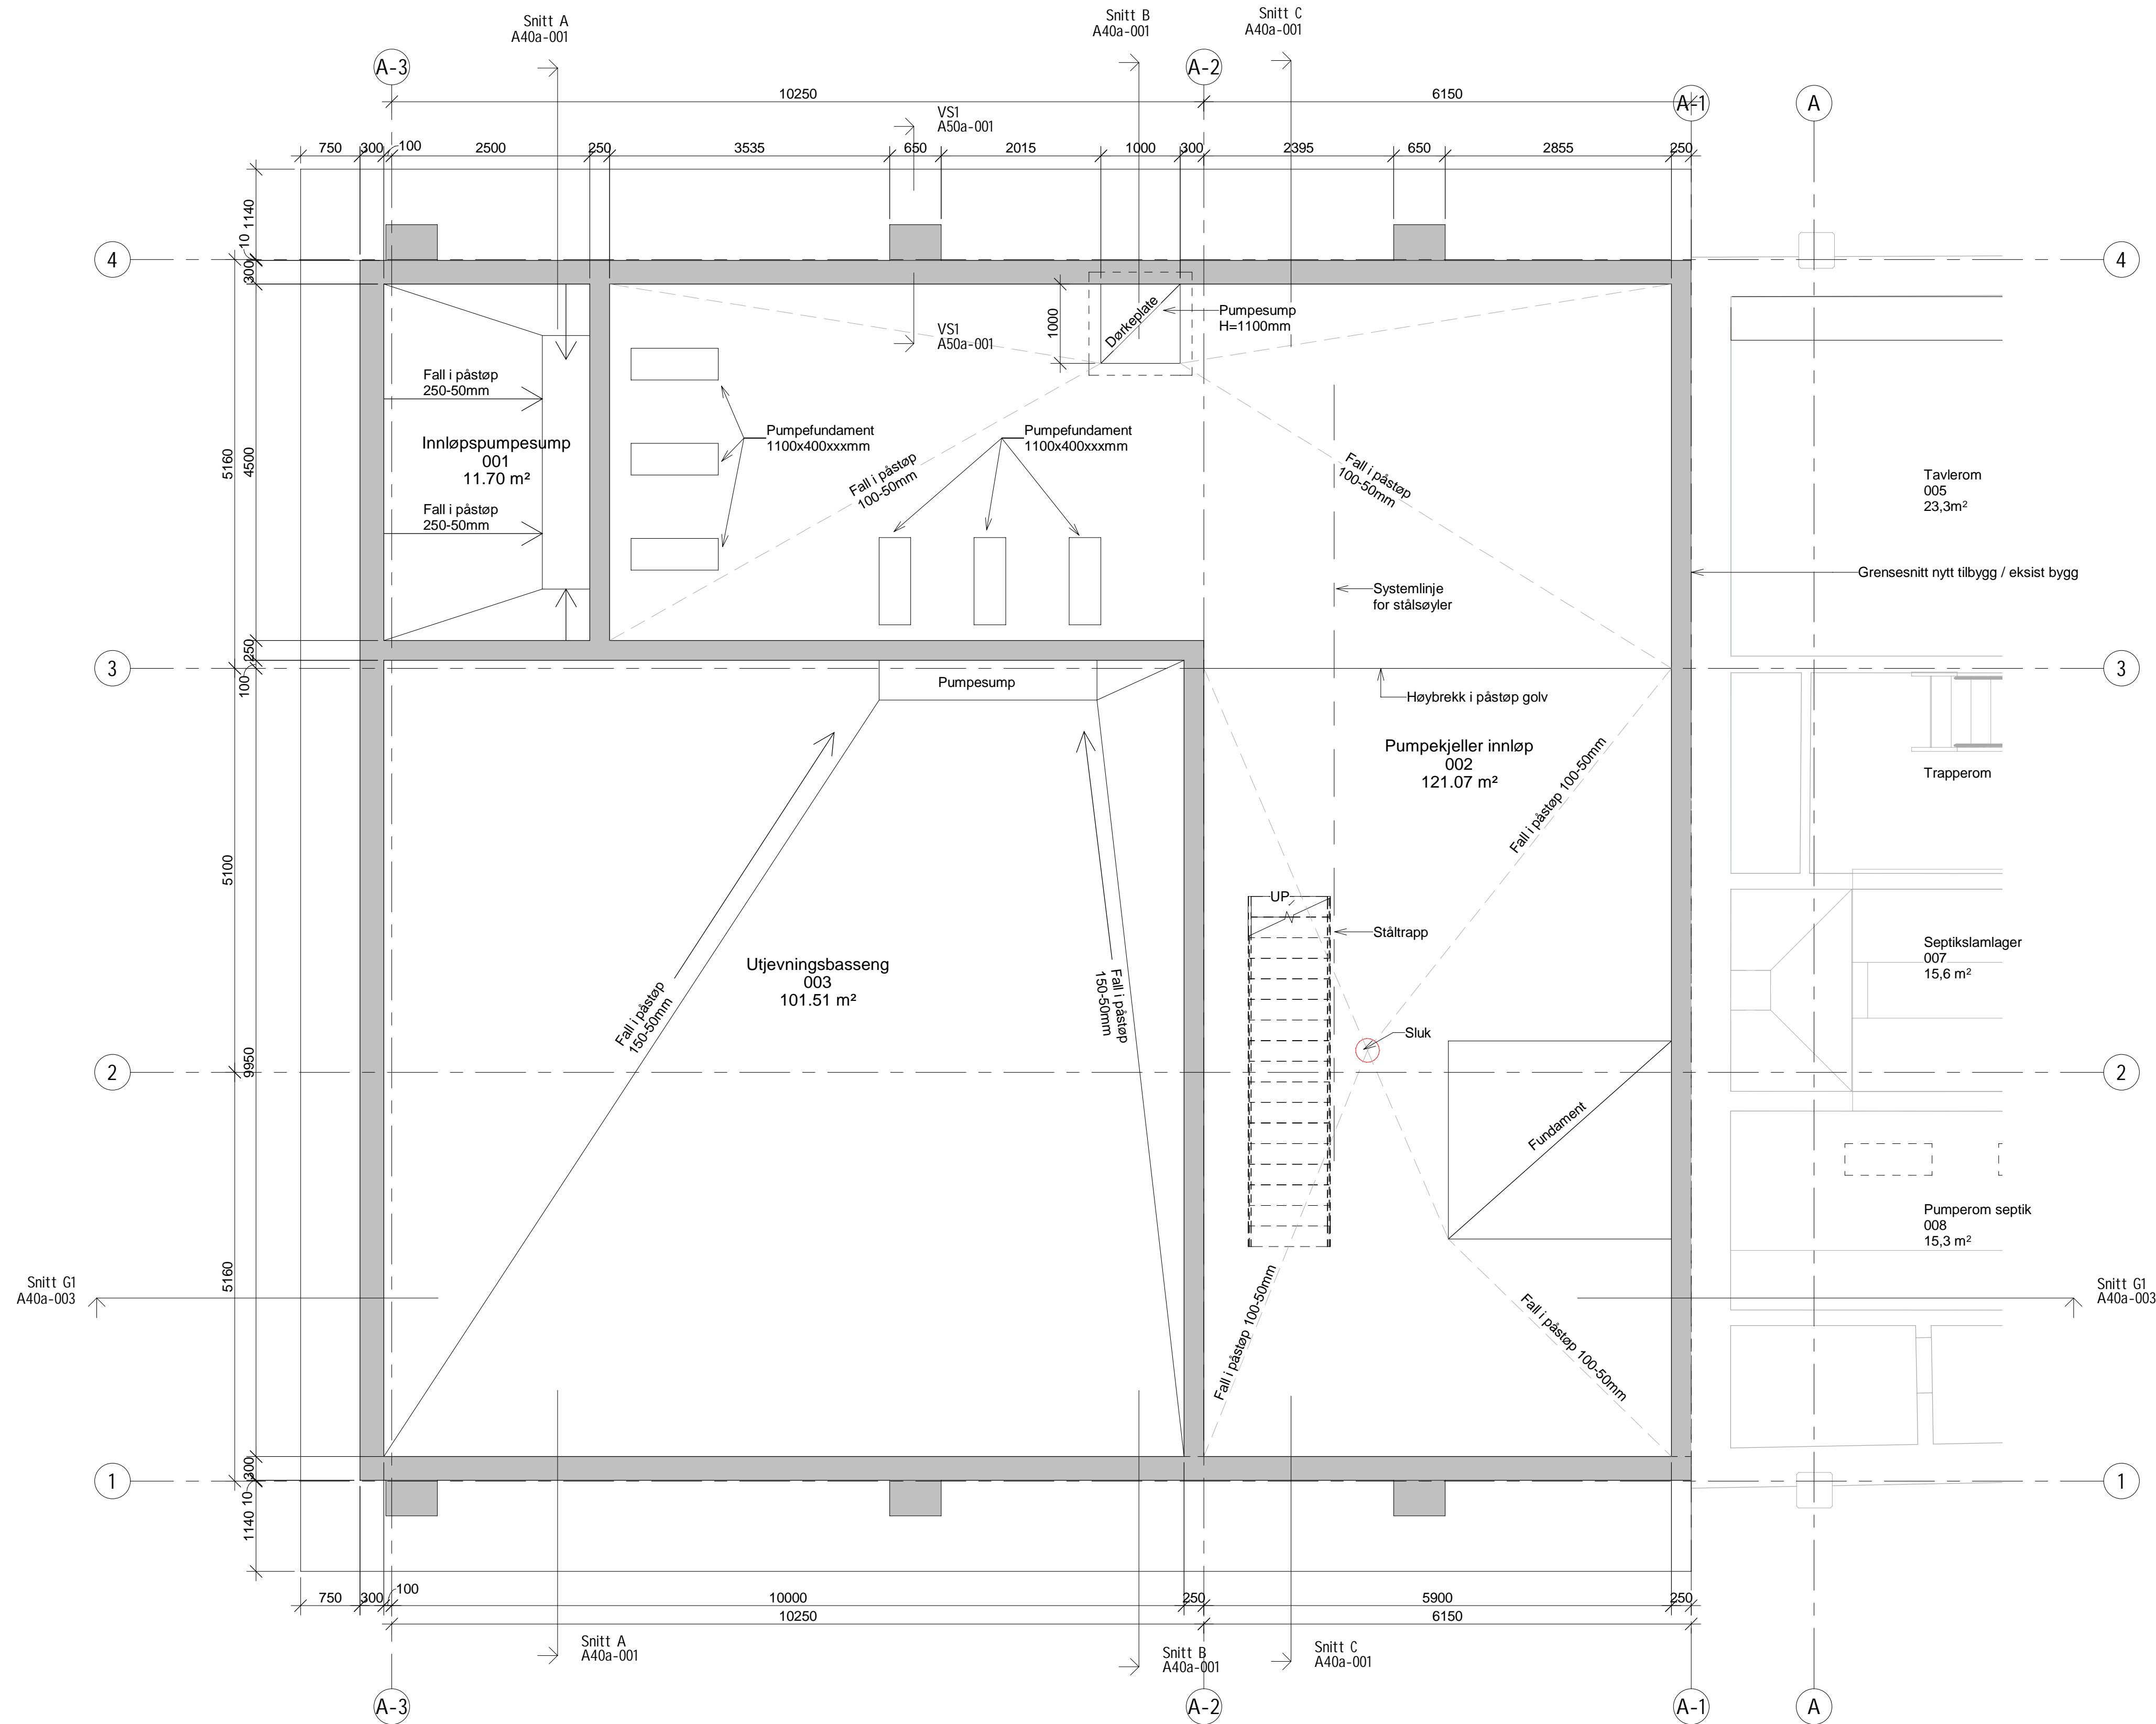 Snitt A
A40a-001
Snitt B
A40a-001
Snitt C
A40a-001
A-3
A-2
A-1
A
10250
6150
VS1
A50a-001
750
300
100
2500
250
3535
650
2015
1000
300
2395
650
2855
250
1140
10
300
4
4
1000
Dørkeplate
Pumpesump
H=1100mm
VS1
A50a-001
Fall i påstøp
250-50mm
Innløpspumpesump
001
11.70 m²
Fall i påstøp
250-50mm
Pumpefundament
1100x400xxxmm
Pumpefundament
1100x400xxxmm
Fall i påstøp
100-50mm
Fall i påstøp
100-50mm
5160
4500
Tavlerom
005
23,3m²
Grensesnitt nytt tilbygg / eksist bygg
Systemlinje
for stålsøyler
250
100
3
3
Pumpesump
Høybrekk i påstøp golv
Pumpekjeller innløp
002
121.07 m²
Fall i påstøp 100-50mm
Trapperom
5100
UP
Ståltrapp
Utjevningsbasseng
003
101.51 m²
Fall i påstøp
150-50mm
Fall i påstøp
150-50mm
Septikslamlager
007
15,6 m²
Sluk
9950
2
2
Fundament
Pumperom septik
008
15,3 m²
5160
Snitt G1
A40a-003
Snitt G1
A40a-003
Fall i påstøp 100-50mm
Fall i påstøp 100-50mm
300
10
1140
1
1
750
300
100
10000
250
5900
250
10250
6150
Snitt A
A40a-001
Snitt B
A40a-001
Snitt C
A40a-001
A-3
A-2
A-1
A